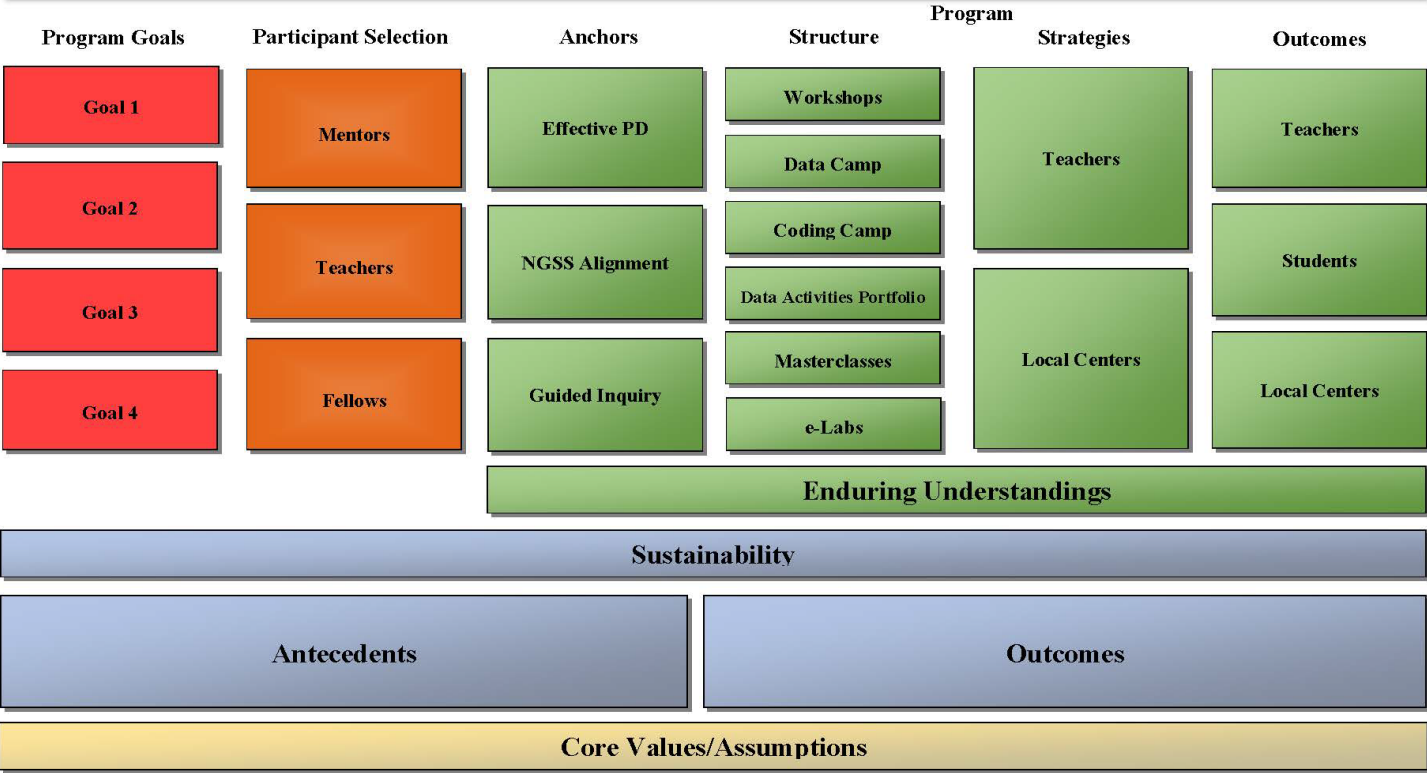 Program
Program Goals
Participant Selection
Anchors
Structure
Strategies
Outcomes
Goal 1
Goal 2
Goal 3
Goal 4
Mentors
Teachers
Fellows
Effective PD
NGSS Alignment
Guided Inquiry
Workshops
Data Camp
Coding Camp
Data Activities Portfolio
Masterclasses
e-Labs
Teachers
Local Centers
Teachers
Students
Local Centers
Enduring Understandings
Sustainability
Antecedents
Outcomes
Core Values/Assumptions